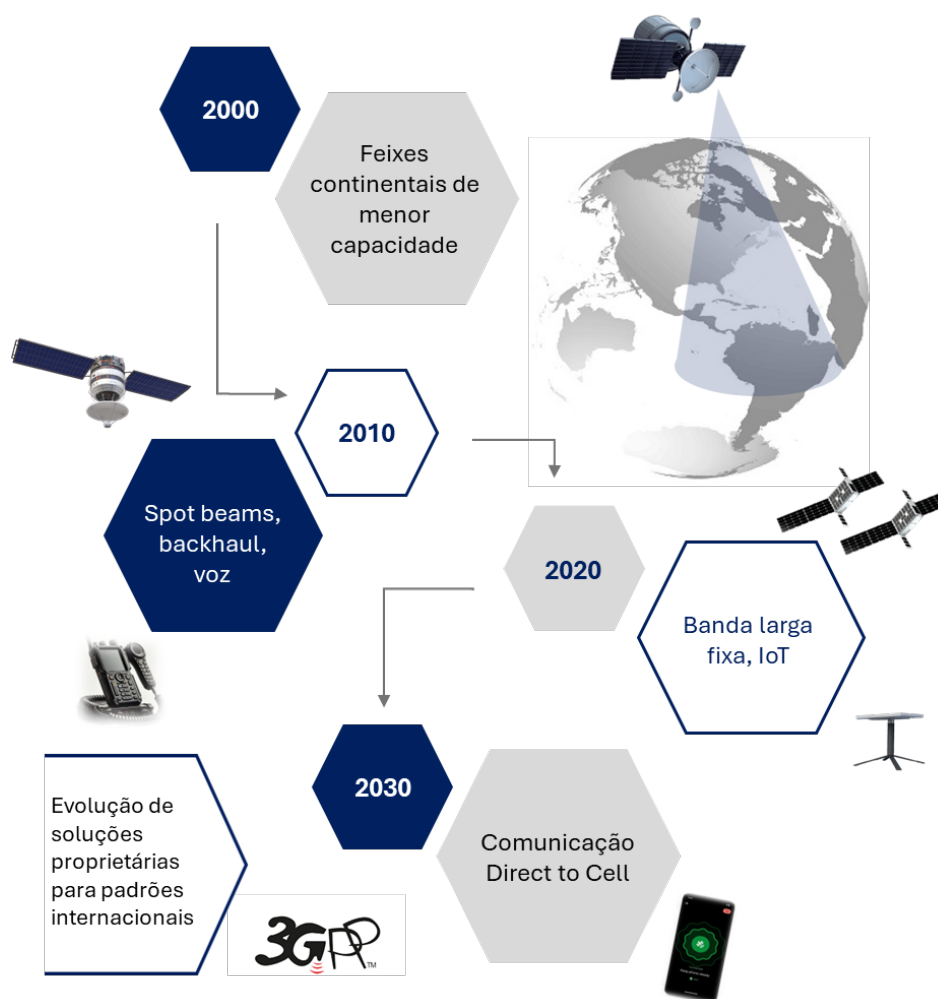 2000
Feixes
continentais de
menor
capacidade
2010
Spot beams,
backhaul,
voz
2020
Banda larga
fixa, IoT
2030
Comunicação
Direct to Cell
Evolução de
soluções
proprietárias
para padrões
internacionais
3GPP
TM